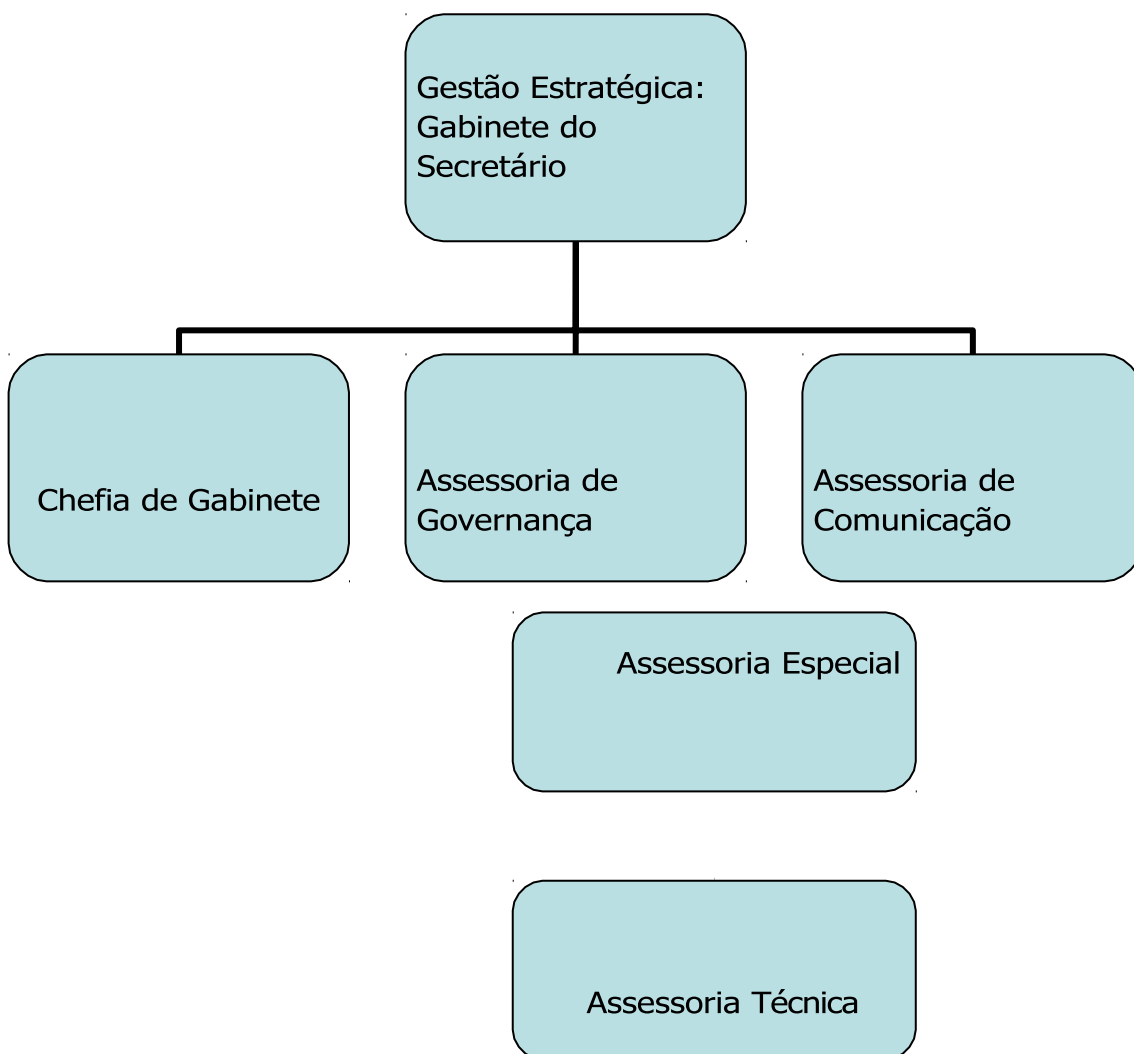 Gestão Estratégica:
Gabinete do
Secretário
Chefia de Gabinete
Assessoria de
Governança
Assessoria de
Comunicação
Assessoria Especial
Assessoria Técnica